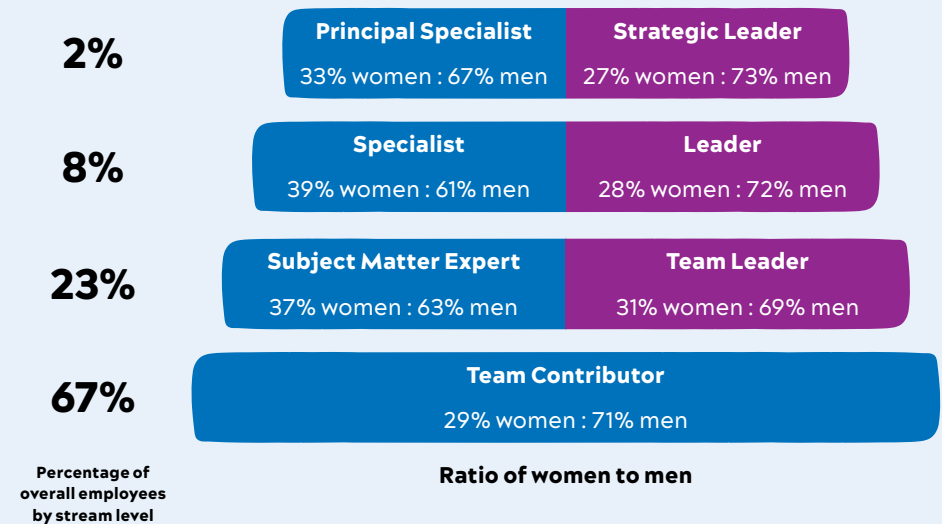 2%
Principal Specialist
33% women : 67% men
Strategic Leader
27% women : 73% men
8%
Specialist
39% women : 61% men
Leader
28% women : 72% men
23%
Subject Matter Expert
37% women : 63% men
Team Leader
31% women : 69% men
67%
Team Contributor
29% women : 71% men
Percentage of
overall employees
by stream level
Ratio of women to men